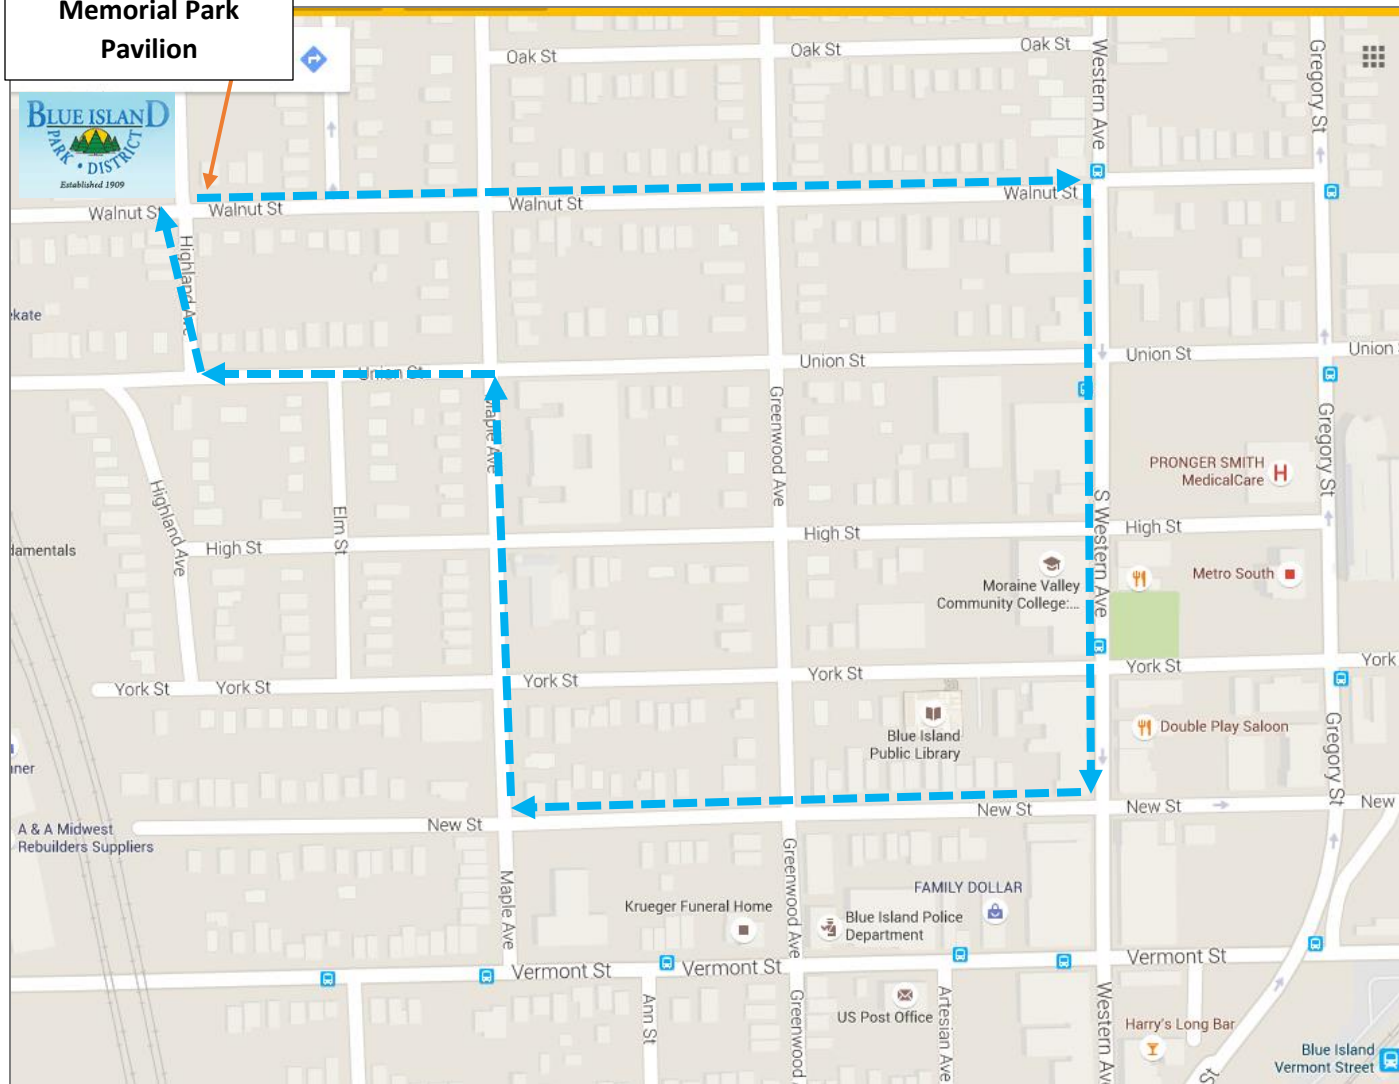 Memorial Park
Pavilion
BLUE ISLAND
PARK • DISTRICT
Established 1909
Oak St
Oak St
Oak St
Western Ave
Gregory St
Walnut St
Walnut St
Walnut St
Walnut St
Highland Ave
ekate
Union St
Union St
Union St
Union
Maple Ave
Greenwood Ave
Gregory St
PRONGER SMITH
MedicalCare
Highland Ave
Elm St
S Western Ave
High St
High St
High St
damentals
Moraine Valley
Community College:...
Metro South
York St
York St
York St
York St
York St
York
Blue Island
Public Library
Double Play Saloon
Gregory St
nner
A & A Midwest
Rebuilders Suppliers
New St
New St
New St
New
Maple Ave
Greenwood Ave
FAMILY DOLLAR
Krueger Funeral Home
Blue Island Police
Department
Vermont St
Vermont St
Vermont St
Ann St
Greenwood
US Post Office
Artesian Ave
Western Av
Harry's Long Bar
Blue Island
Vermont Street
St